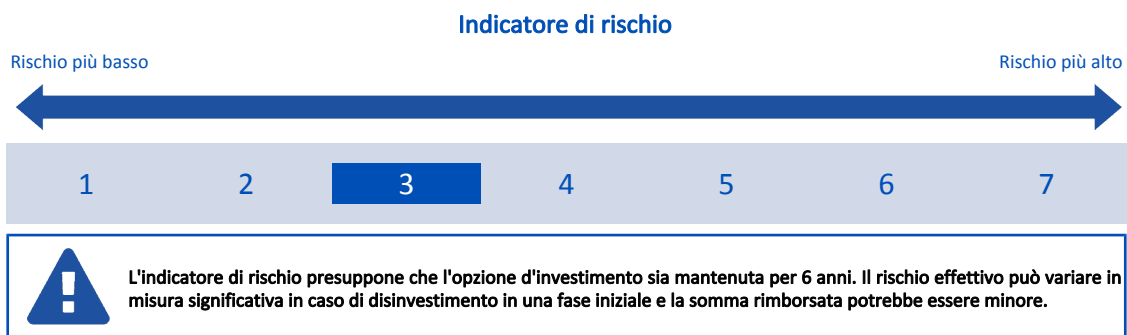 Indicatore di rischio
Rischio più basso
Rischio più alto
1 2 3 4 5 6 7
L'indicatore di rischio presuppone che l'opzione d'investimento sia mantenuta per 6 anni. Il rischio effettivo può variare in
misura significativa in caso di disinvestimento in una fase iniziale e la somma rimborsata potrebbe essere minore.